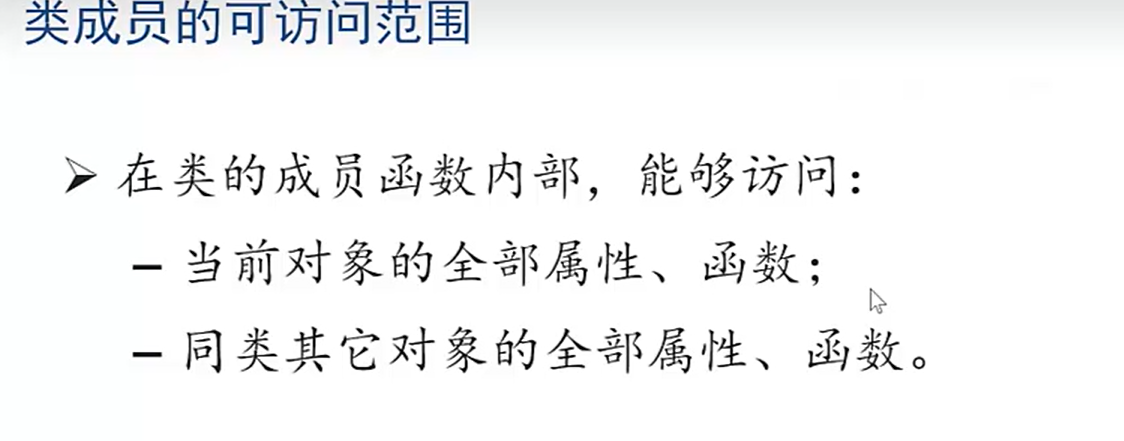 类成员的可访问范围
➢ 在类的成员函数内部，能够访问：
– 当前对象的全部属性、函数；
– 同类其它对象的全部属性、函数。